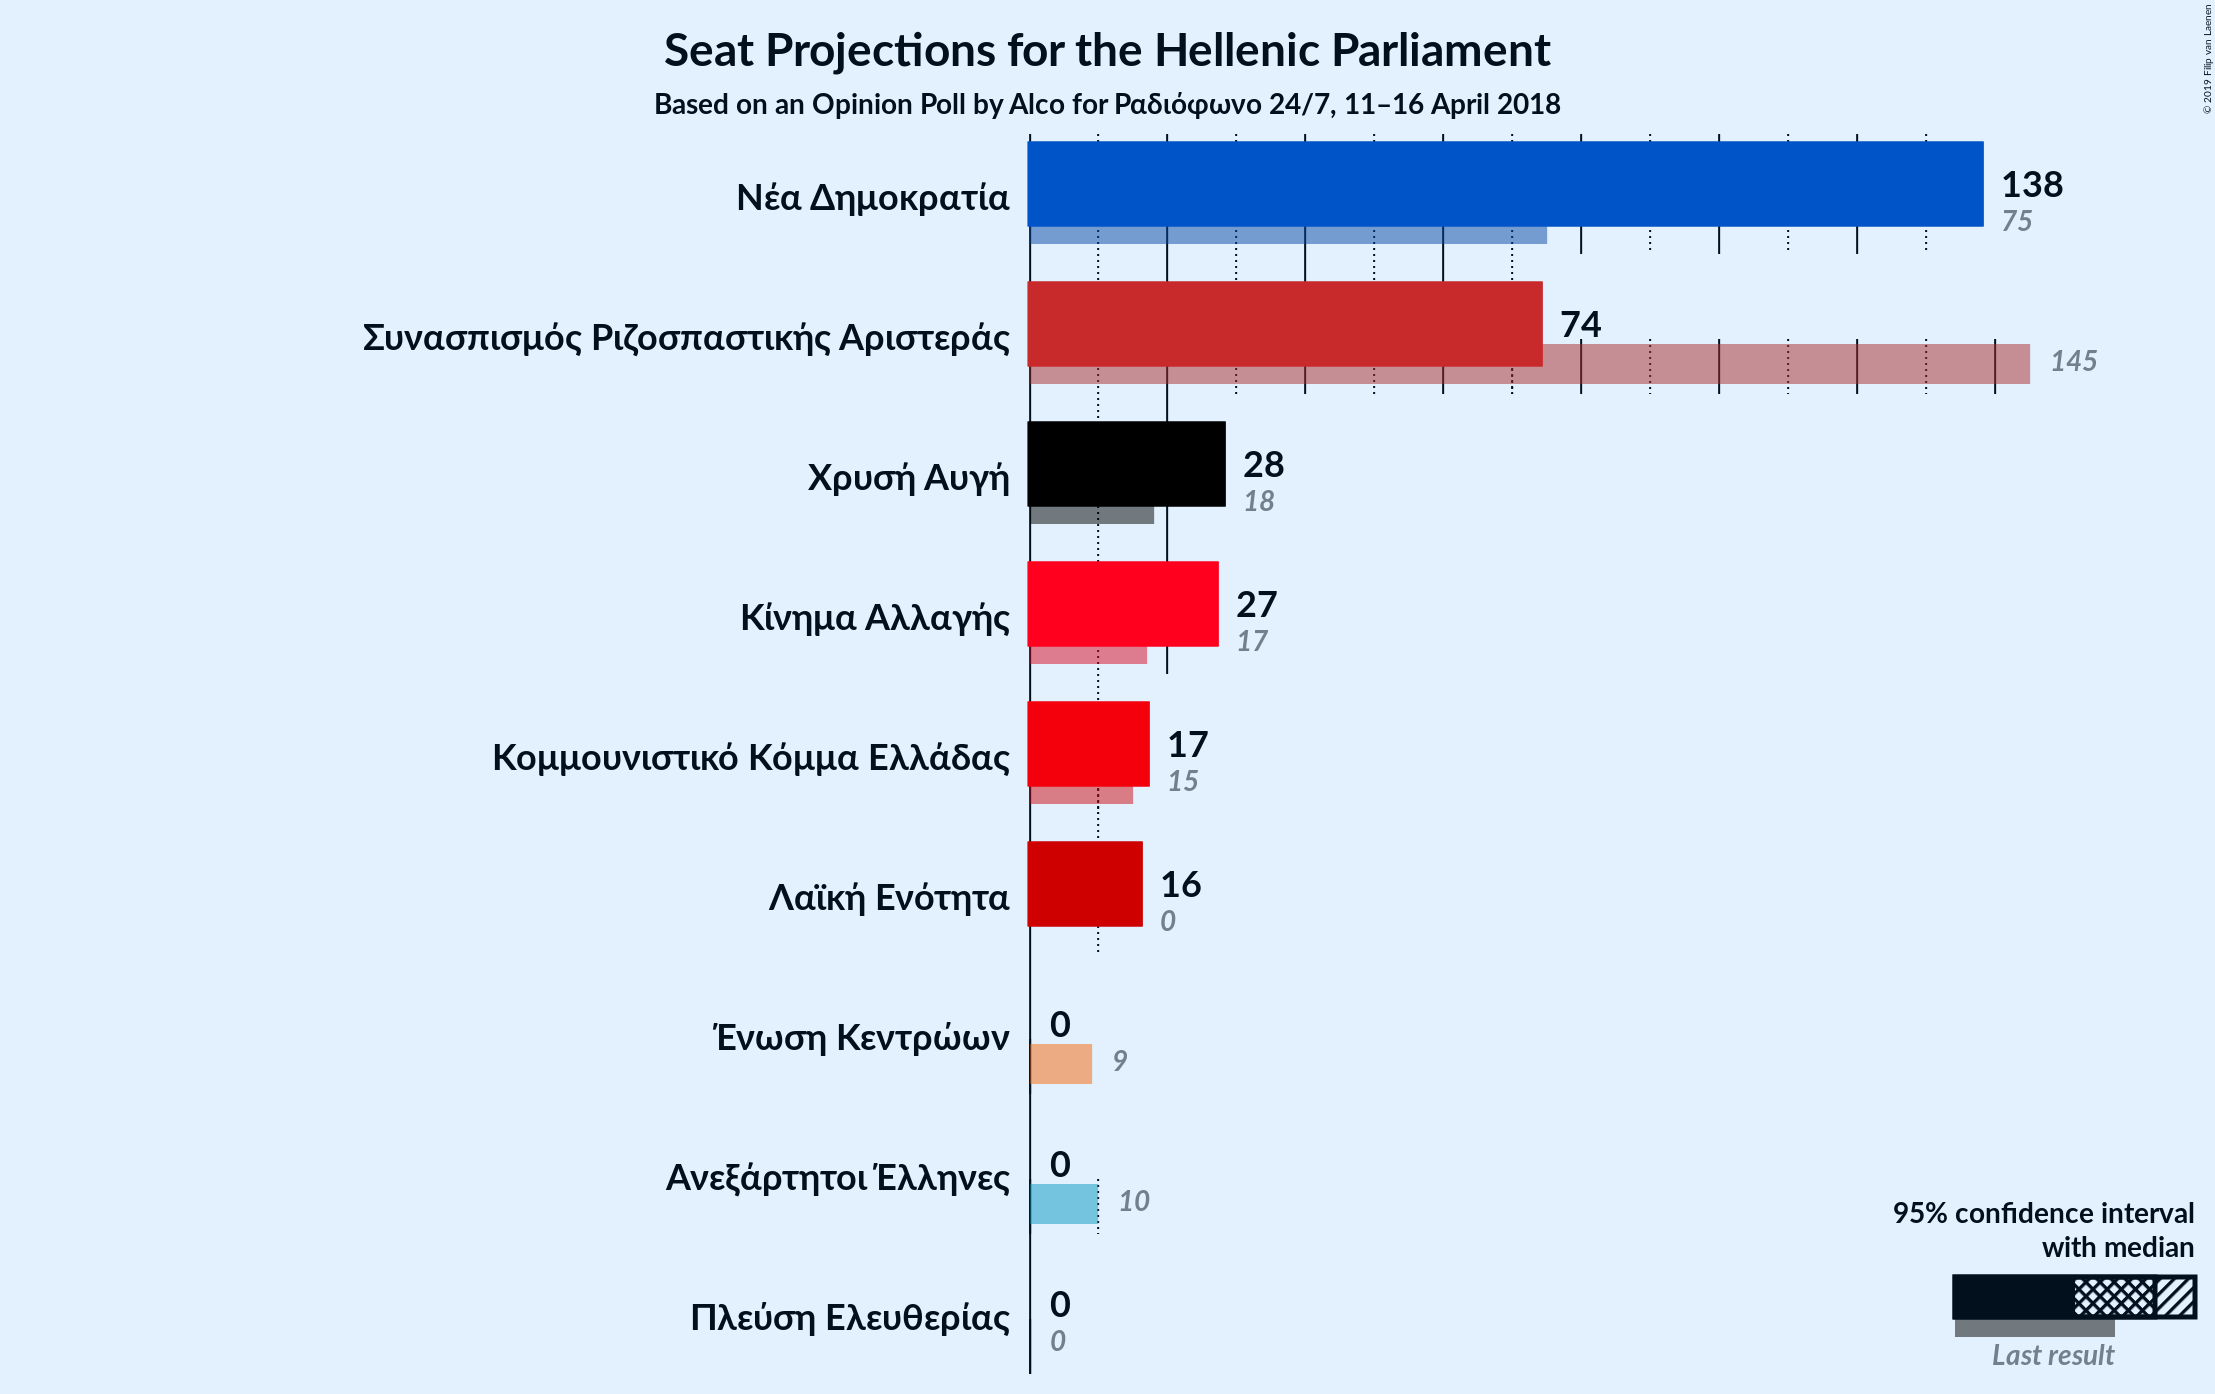 Seat Projections for the Hellenic Parliament
Based on an Opinion Poll by Alco for Ραδιόφωνο 24/7, 11–16 April 2018
© 2019 Filip van Laenen
Νέα Δημοκρατία
138
75
Συνασπισμός Ριζοσπαστικής Αριστεράς
74
145
Χρυσή Αυγή
28
18
Κίνημα Αλλαγής
27
17
Κομμουνιστικό Κόμμα Ελλάδας
17
15
Λαϊκή Ενότητα
16
0
Ένωση Κεντρώων
0
9
Ανεξάρτητοι Έλληνες
0
10
Πλεύση Ελευθερίας
0
0
95% confidence interval
with median
Last result